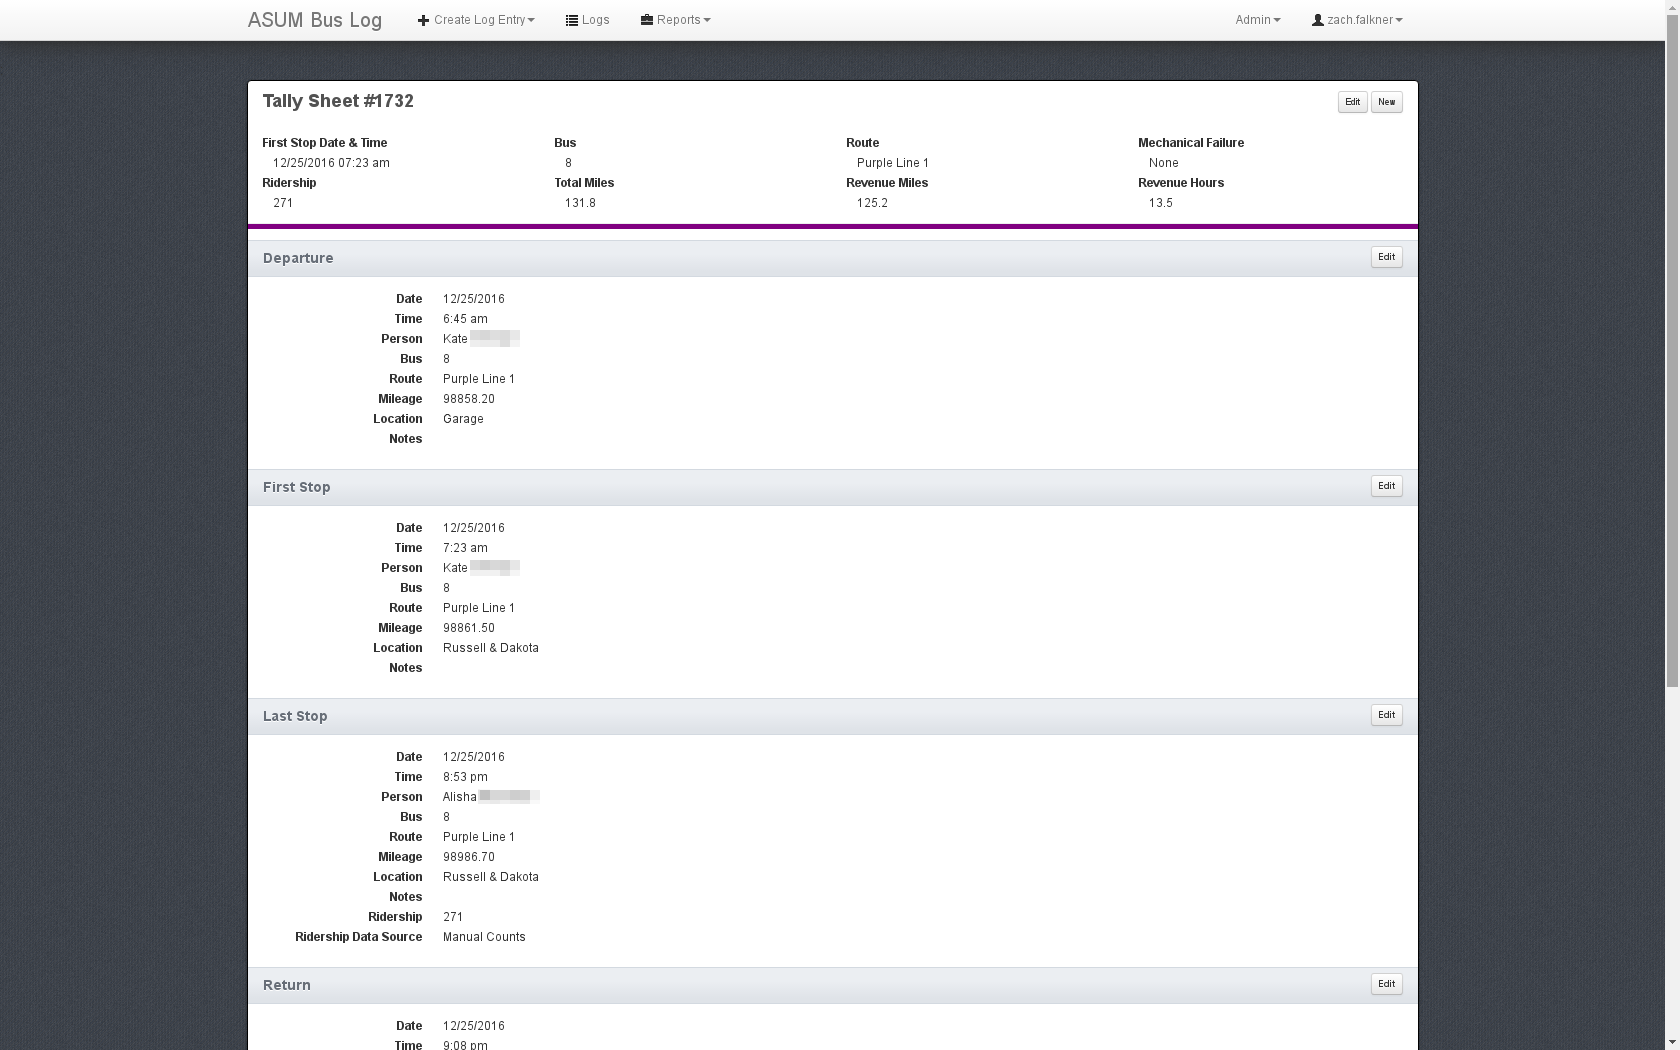 ASUM Bus Log Create Log Entry Logs Reports Admin zach.falkner
Tally Sheet #1732 Edit New
First Stop Date & Time Bus Route Mechanical Failure
12/25/2016 07:23 am 8 Purple Line 1 None
Ridership Total Miles Revenue Miles Revenue Hours
271 131.8 125.2 13.5
Departure Edit
Date 12/25/2016
Time 6:45 am
Person Kate
Bus 8
Route Purple Line 1
Mileage 98858.20
Location Garage
Notes
First Stop Edit
Date 12/25/2016
Time 7:23 am
Person Kate
Bus 8
Route Purple Line 1
Mileage 98861.50
Location Russell & Dakota
Notes
Last Stop Edit
Date 12/25/2016
Time 8:53 pm
Person Alisha
Bus 8
Route Purple Line 1
Mileage 98986.70
Location Russell & Dakota
Notes
Ridership 271
Ridership Data Source Manual Counts
Return Edit
Date 12/25/2016
Time 9:08 pm